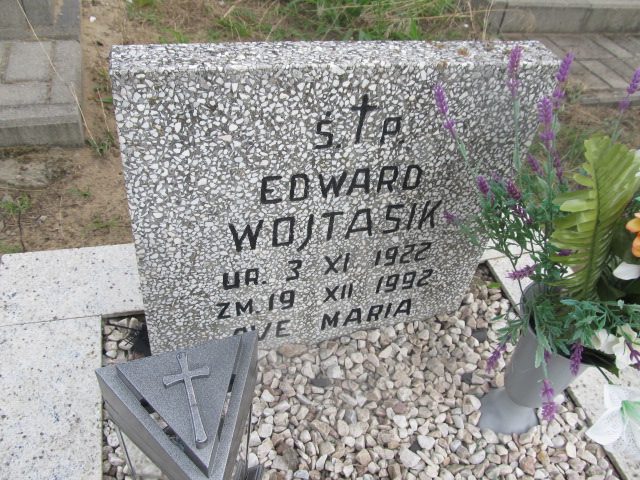 Ś. P.
EDWARD
WOJTASIK
UR. 3 XI 1922
ZM. 19 XII 1992
AVE MARIA